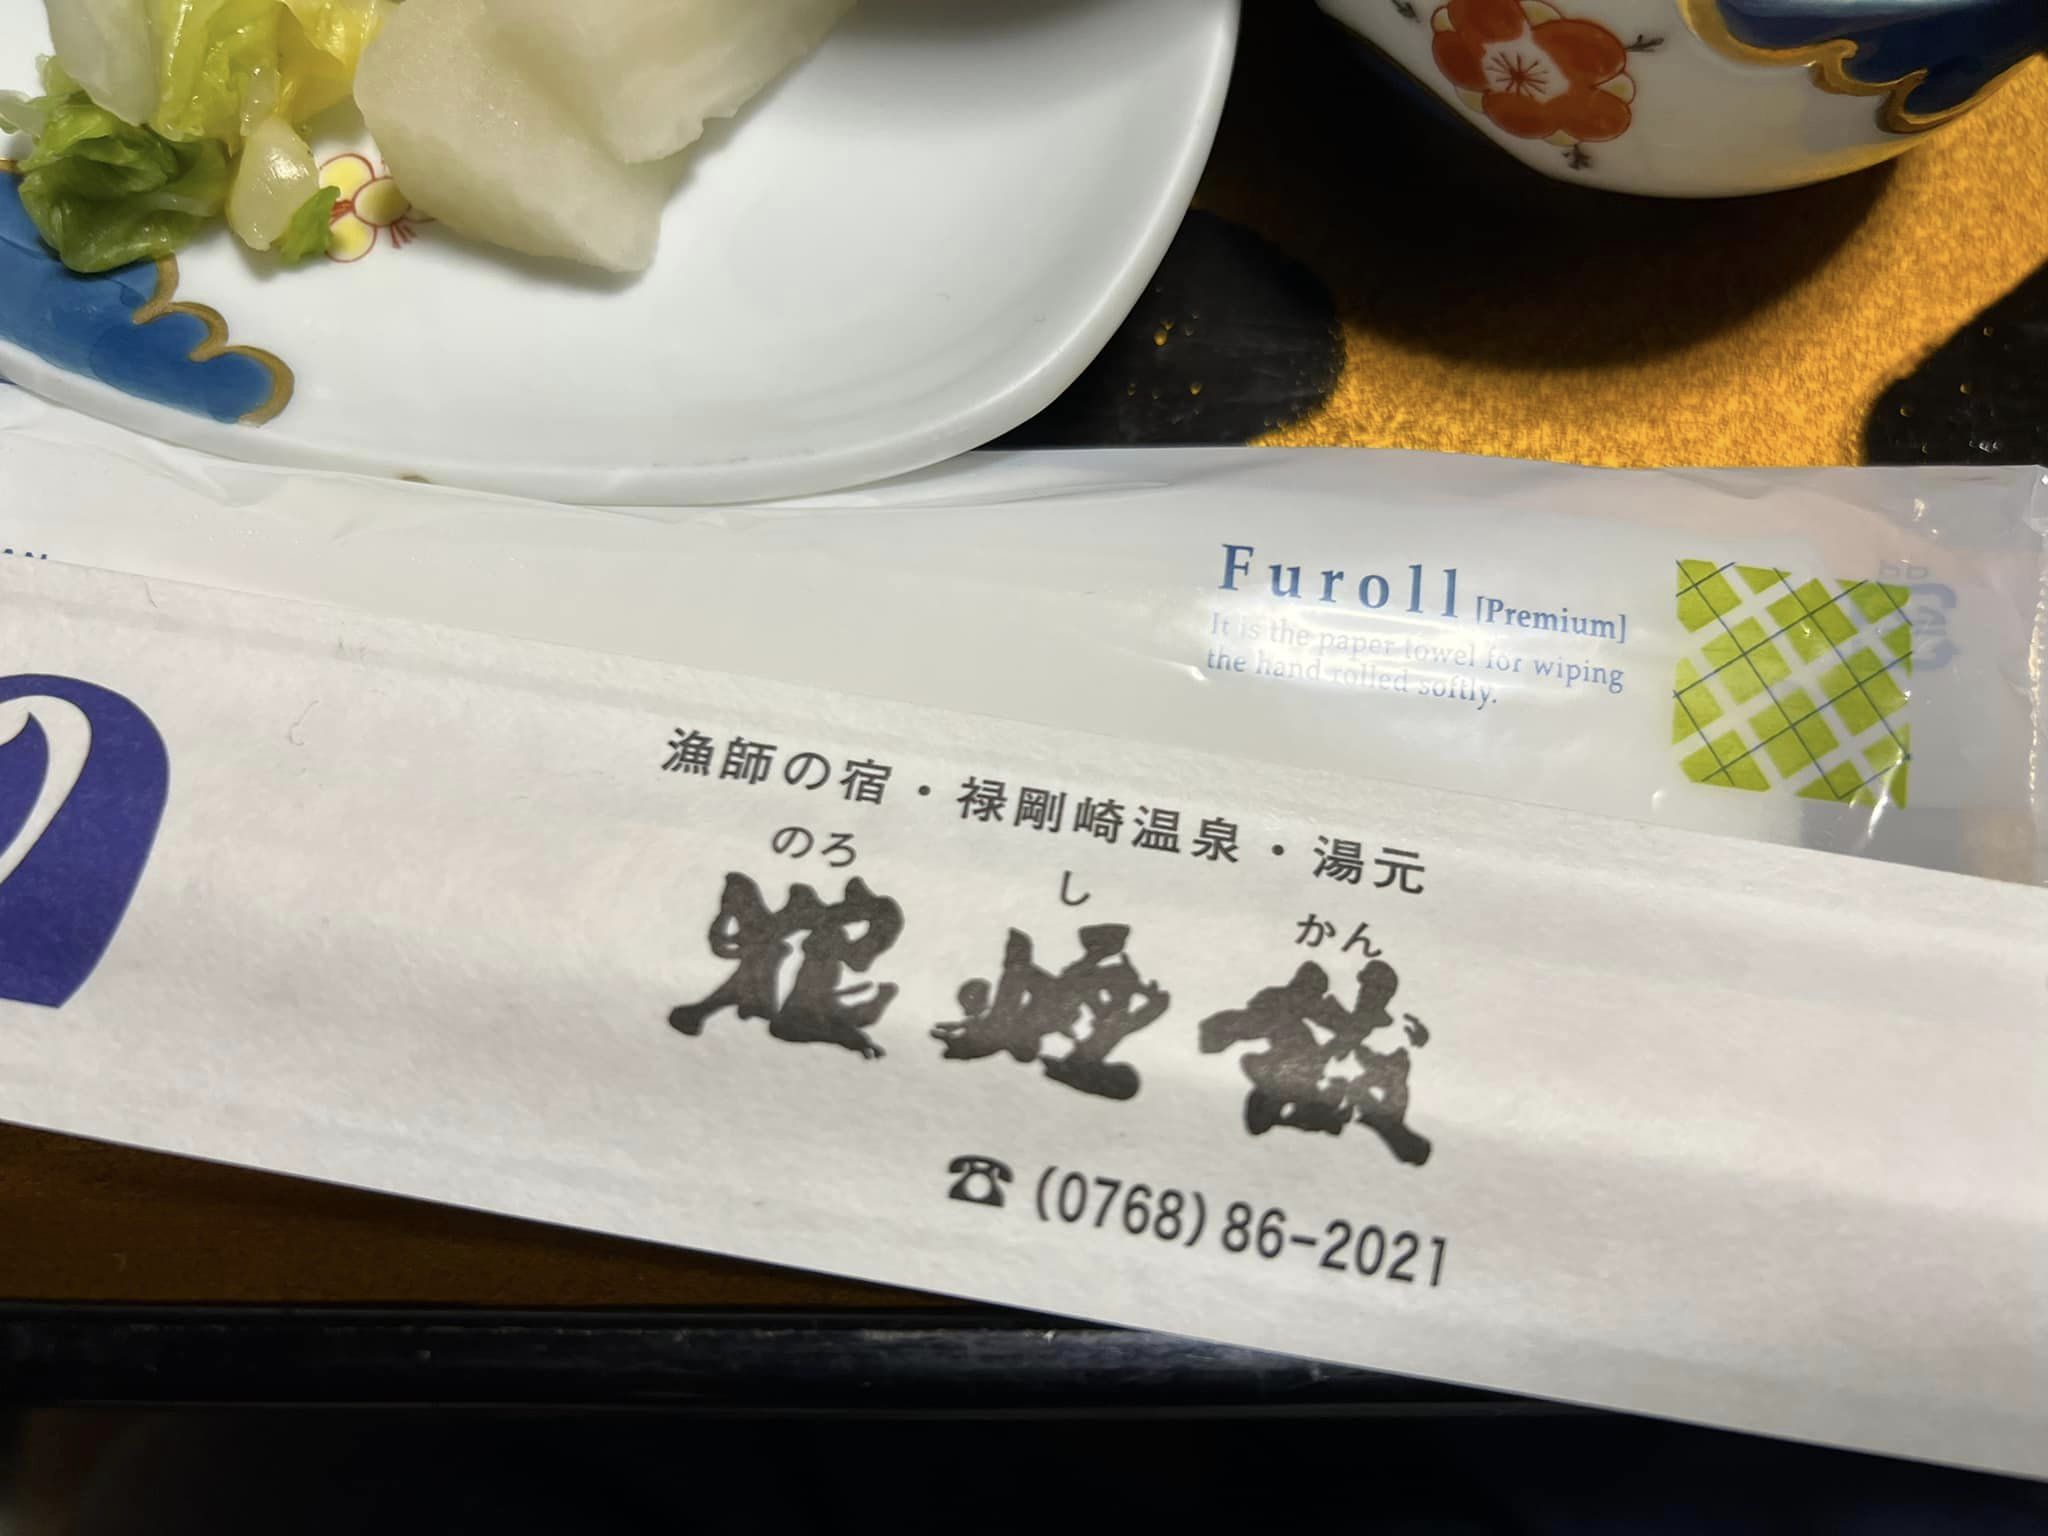 Furoll [Premium]
It is the paper towel for wiping
the hand rolled softly.
漁師の宿・禄剛崎温泉・湯元
のろ し かん
狼煙館
☎ (0768) 86-2021